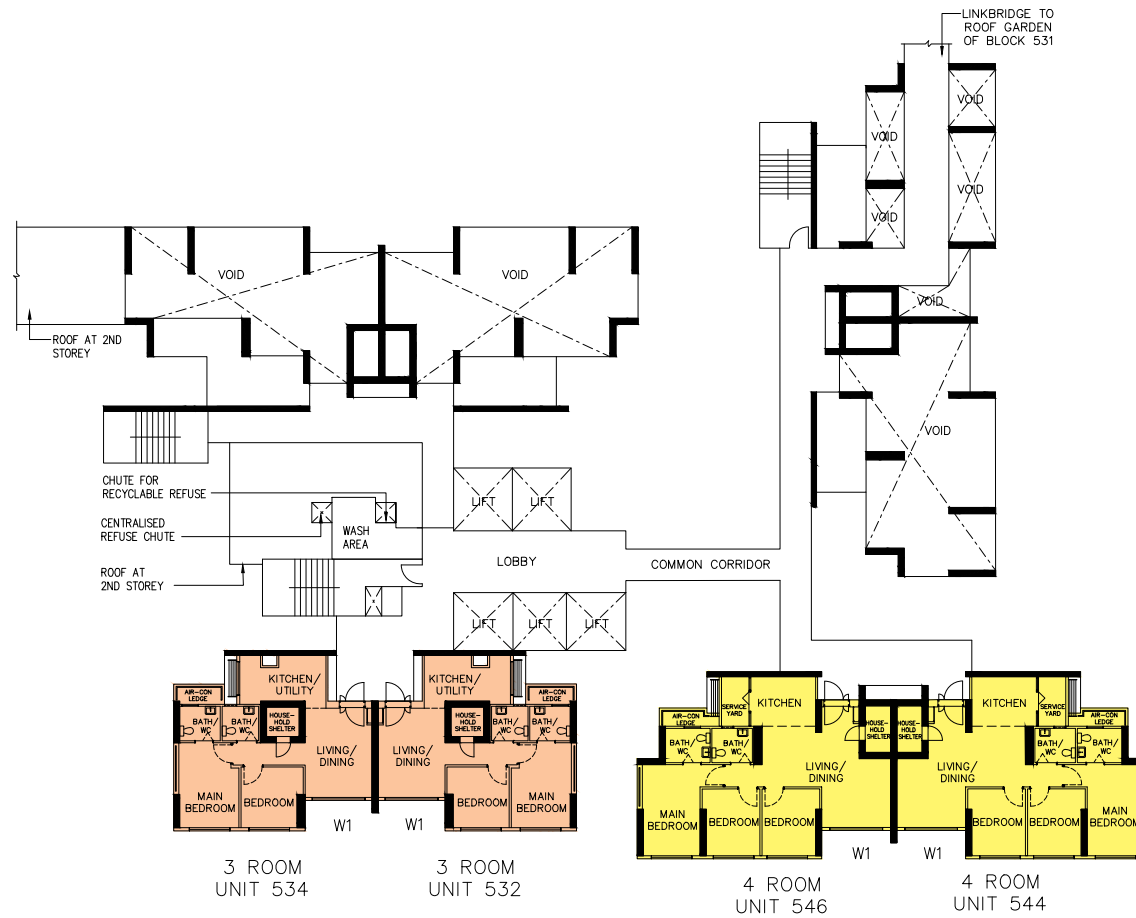 LINKBRIDGE TO
ROOF GARDEN
OF BLOCK 531
VOID
VOID
VOID
VOID
VOID
VOID
VOID
VOID
ROOF AT 2ND
STOREY
VOID
CHUTE FOR
RECYCLABLE REFUSE
CENTRALISED
REFUSE CHUTE
WASH
AREA
ROOF AT
2ND STOREY
LIFT
LIFT
LOBBY
COMMON CORRIDOR
LIFT
LIFT
LIFT
KITCHEN/
UTILITY
AIR-CON
LEDGE
BATH/
WC
BATH/
WC
HOUSE-
HOLD
SHELTER
LIVING/
DINING
MAIN
BEDROOM
BEDROOM
W1
3 ROOM
UNIT 534
KITCHEN/
UTILITY
AIR-CON
LEDGE
HOUSE-
HOLD
SHELTER
BATH/
WC
BATH/
WC
LIVING/
DINING
BEDROOM
MAIN
BEDROOM
W1
3 ROOM
UNIT 532
SERVICE
YARD
KITCHEN
AIR-CON
LEDGE
BATH/
WC
BATH/
WC
HOUSE-
HOLD
SHELTER
LIVING/
DINING
MAIN
BEDROOM
BEDROOM
BEDROOM
W1
4 ROOM
UNIT 546
KITCHEN
SERVICE
YARD
AIR-CON
LEDGE
HOUSE-
HOLD
SHELTER
BATH/
WC
BATH/
WC
LIVING/
DINING
BEDROOM
BEDROOM
MAIN
BEDROOM
W1
4 ROOM
UNIT 544